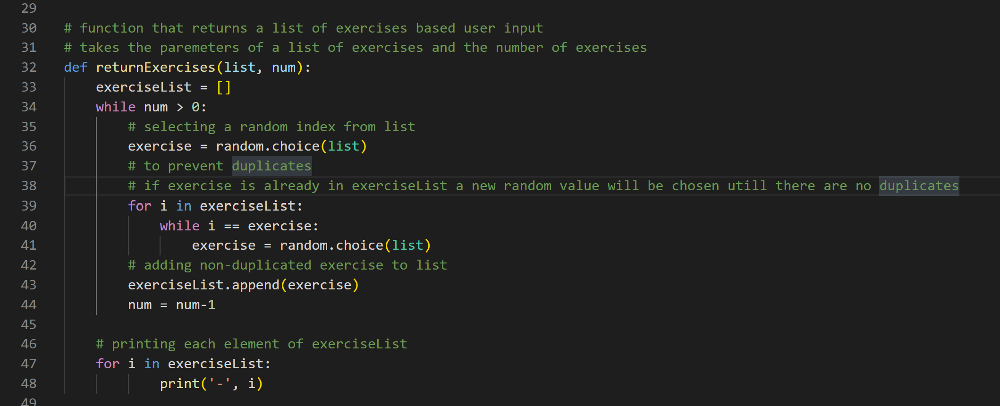 29
30 # function that returns a list of exercises based user input
31 # takes the paremeters of a list of exercises and the number of exercises
32 def returnExercises(list, num):
33     exerciseList = []
34     while num > 0:
35         # selecting a random index from list
36         exercise = random.choice(list)
37         # to prevent duplicates
38         # if exercise is already in exerciseList a new random value will be chosen utill there are no duplicates
39         for i in exerciseList:
40             while i == exercise:
41                 exercise = random.choice(list)
42         # adding non-duplicated exercise to list
43         exerciseList.append(exercise)
44         num = num-1
45
46     # printing each element of exerciseList
47     for i in exerciseList:
48             print('-', i)
49